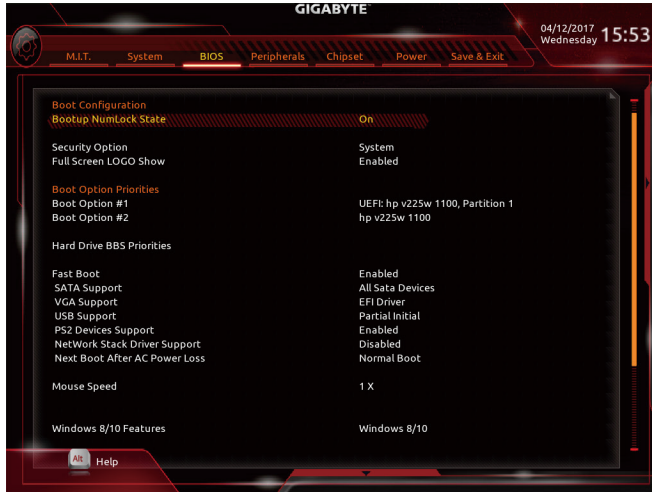 GIGABYTE
04/12/2017 15:53
Wednesday
M.I.T. System BIOS Peripherals Chipset Power Save & Exit
Boot Configuration
Bootup NumLock State On
Security Option System
Full Screen LOGO Show Enabled
Boot Option Priorities
Boot Option #1 UEFI: hp v225w 1100, Partition 1
Boot Option #2 hp v225w 1100
Hard Drive BBS Priorities
Fast Boot Enabled
SATA Support All Sata Devices
VGA Support EFI Driver
USB Support Partial Initial
PS2 Devices Support Enabled
NetWork Stack Driver Support Disabled
Next Boot After AC Power Loss Normal Boot
Mouse Speed 1 X
Windows 8/10 Features Windows 8/10
Alt Help